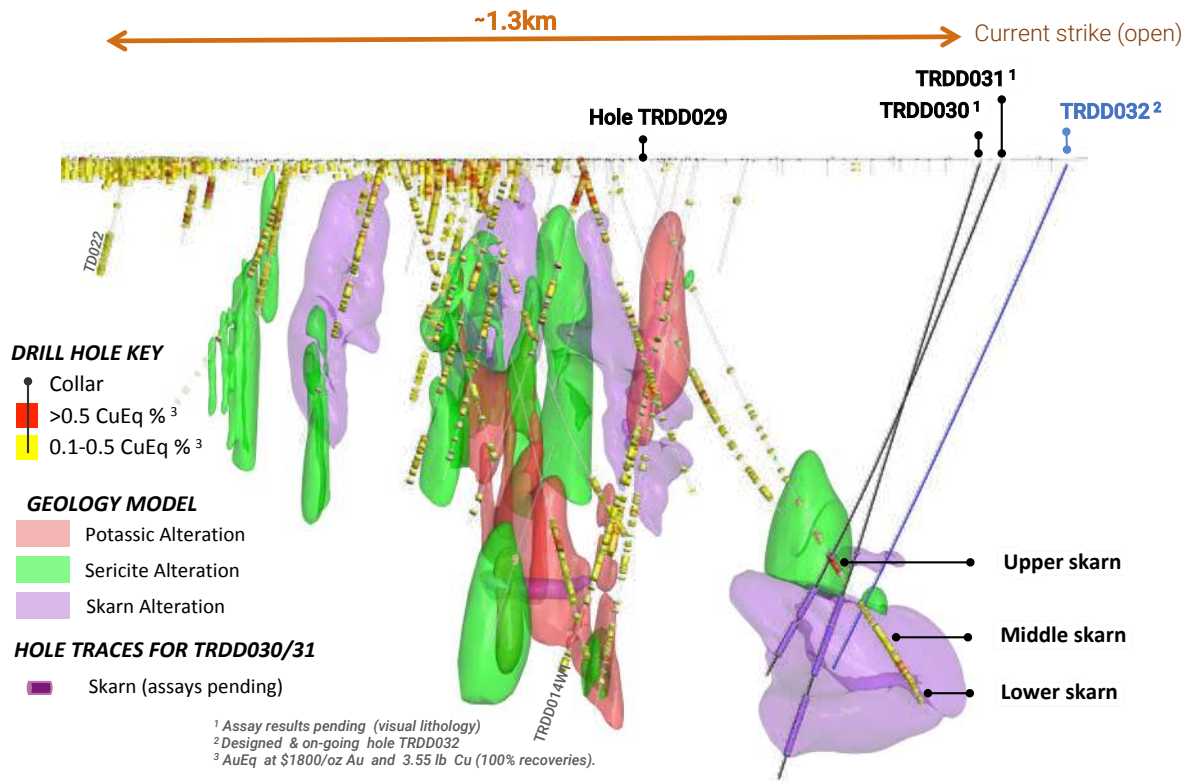 ~1.3km
Current strike (open)
TRDD031 ¹
Hole TRDD029
TRDD030 ¹
TRDD032 ²
TD022
DRILL HOLE KEY
Collar
>0.5 CuEq % ³
0.1-0.5 CuEq % ³
GEOLOGY MODEL
Potassic Alteration
Sericite Alteration
Skarn Alteration
HOLE TRACES FOR TRDD030/31
Skarn (assays pending)
Upper skarn
Middle skarn
Lower skarn
TRDD014W1
¹ Assay results pending (visual lithology)
² Designed & on-going hole TRDD032
³ AuEq at $1800/oz Au and 3.55 lb Cu (100% recoveries).